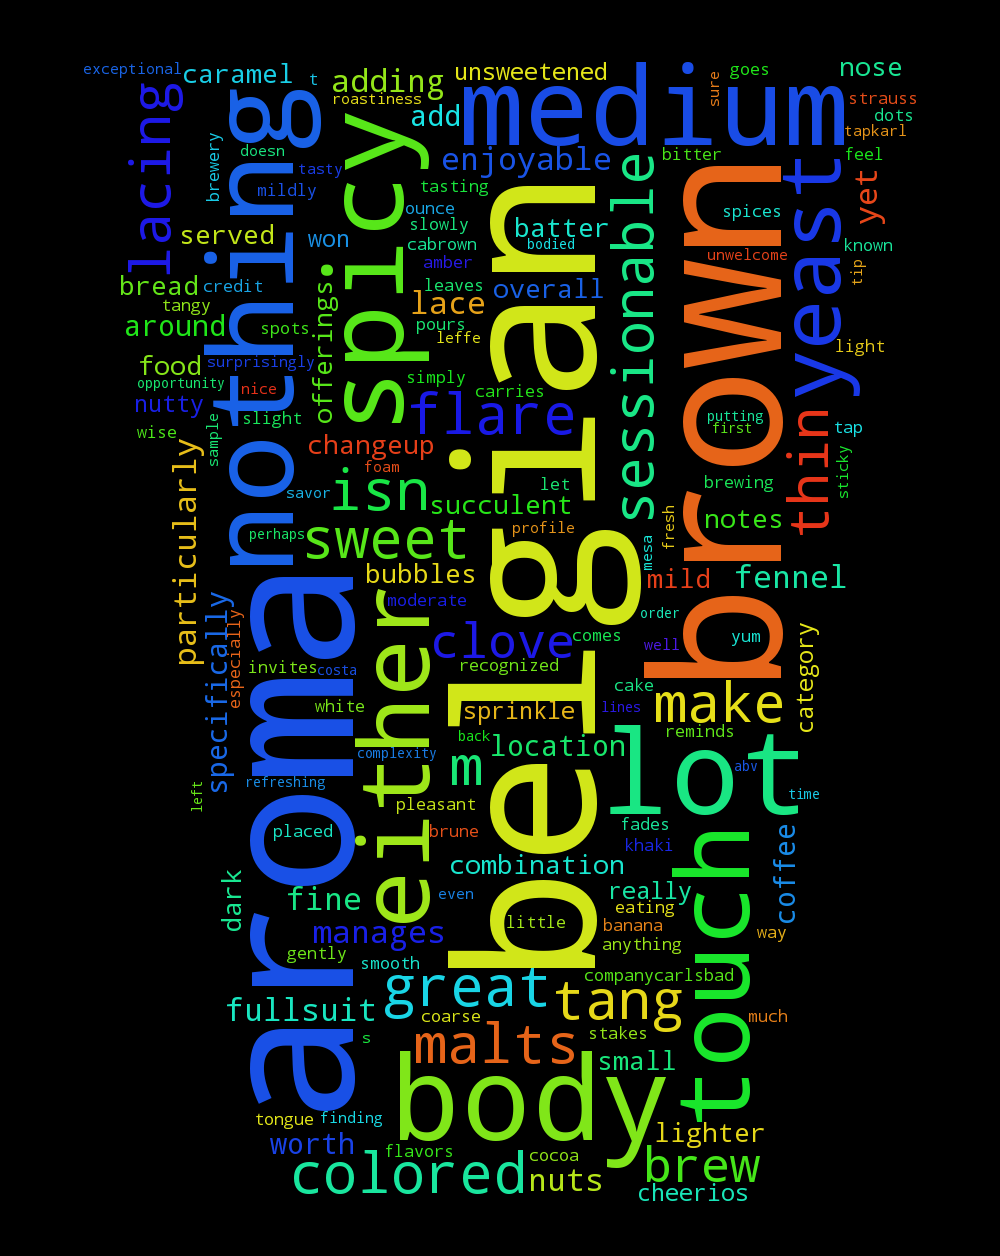 exceptional
caramel
t
adding
roastiness
unsweetened
add
medium
sure
goes
nose
strauss
dots
tapkarl
lacing
nothing
brewery
doesn
tasty
mildly
spicy
enjoyable
tasting
ounce
slowly
cabrown
amber
leaves
belgian
batter
bodied
sessionable
bitter
brown
spices
unwelcome
yeast
feel
yet
known
tip
served
won
bread
credit
tangy
offerings
around
spots
lace
overall
pours
leffe
light
food
surprisingly
opportunity
nice
simply
carries
nutty
slight
flare
putting
first
tap
wise
sample
changeup
foam
thin
sticky
particularly
savor
isn
succulent
let
brewing
perhaps
sweet
profile
fresh
notes
mesa
bubbles
mild
fennel
aroma
either
moderate
order
specifically
especially
clove
comes
well
yum
category
invites
costa
recognized
cake
make
white
sprinkle
lines
reminds
back
location
lot
complexity
m
abv
left
refreshing
pleasant
time
placed
brune
fades
khaki
touch
coffee
combination
dark
fine
even
really
eating
little
banana
way
manages
anything
gently
smooth
great
companycarlsbad
tang
fullsuit
coarse
much
s
malts
stakes
small
body
tongue
finding
lighter
worth
flavors
cocoa
brew
colored
nuts
cheerios